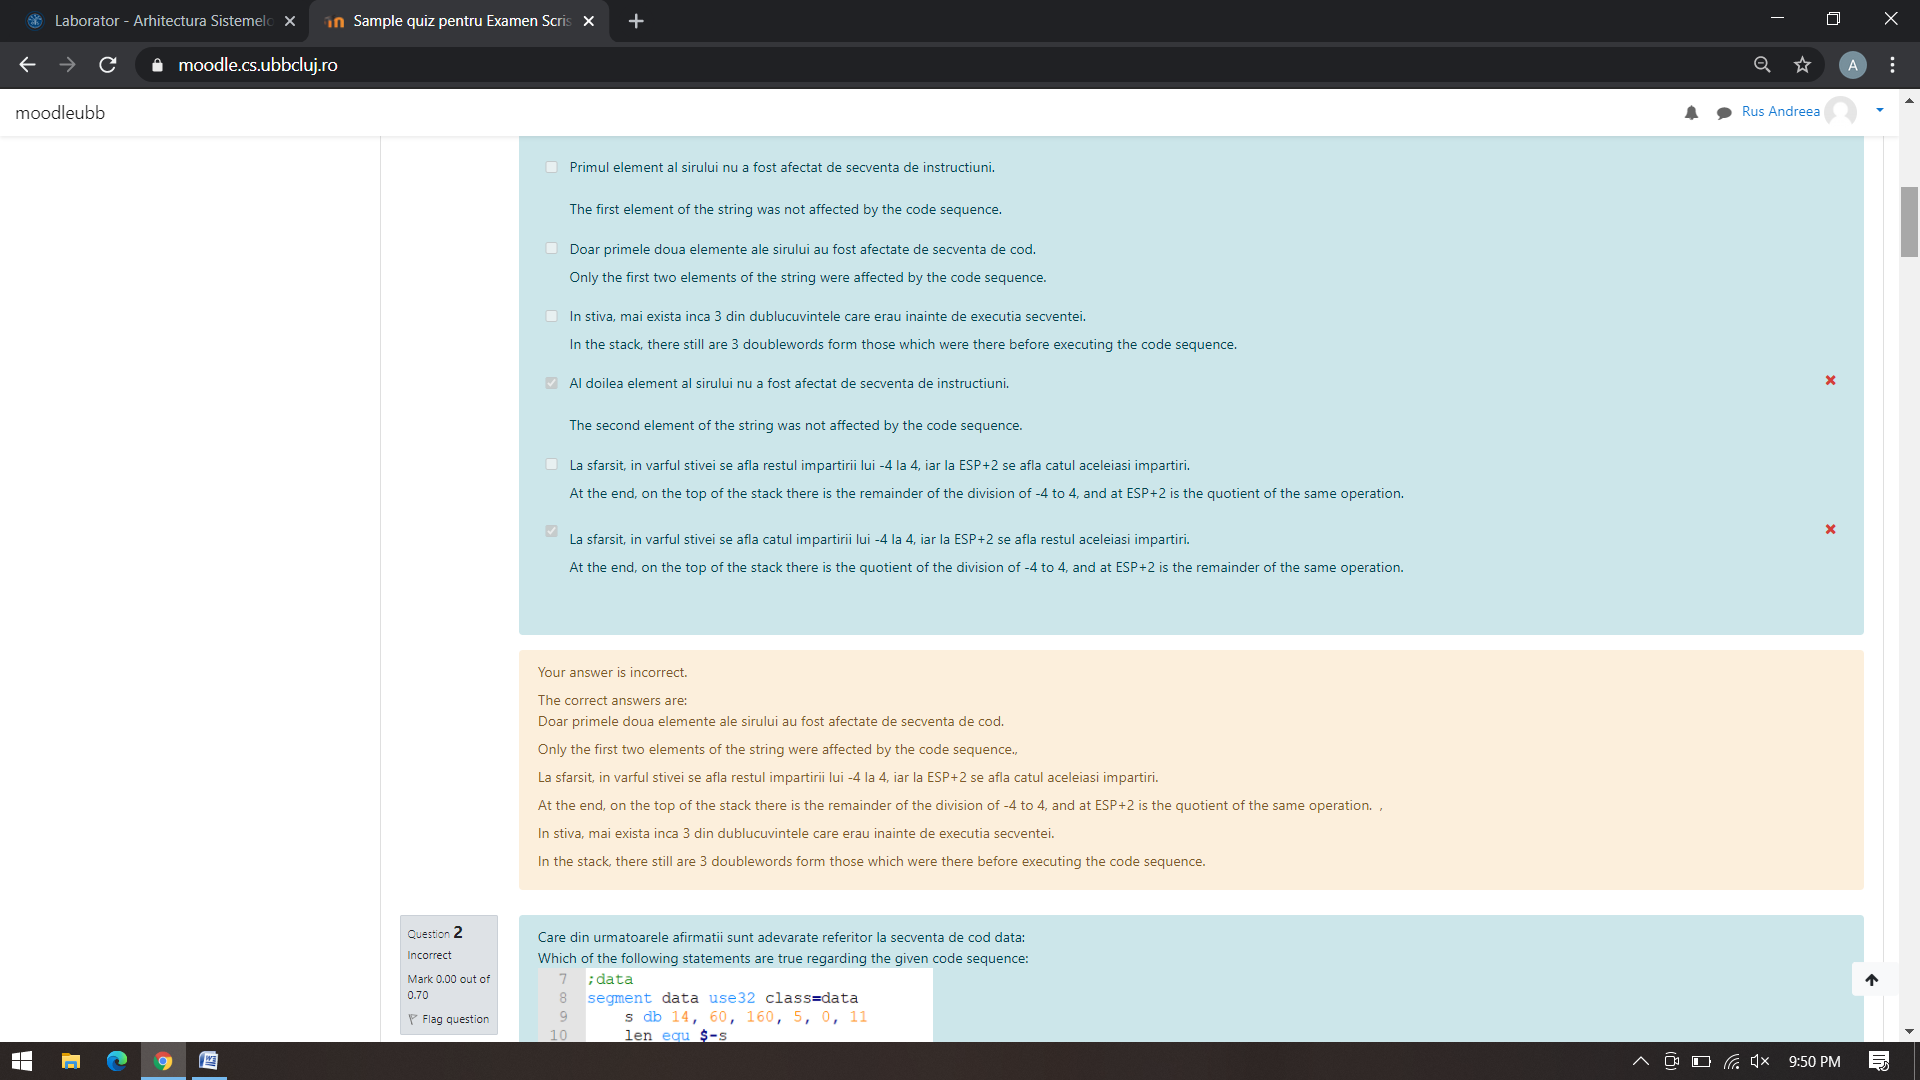 Laborator - Arhitectura Sistemelo
Sample quiz pentru Examen Scris
moodle.cs.ubbcluj.ro
A
moodleubb
Rus Andreea
Primul element al sirului nu a fost afectat de secventa de instructiuni.
The first element of the string was not affected by the code sequence.
Doar primele doua elemente ale sirului au fost afectate de secventa de cod.
Only the first two elements of the string were affected by the code sequence.
In stiva, mai exista inca 3 din dublucuvintele care erau inainte de executia secventei.
In the stack, there still are 3 doublewords form those which were there before executing the code sequence.
Al doilea element al sirului nu a fost afectat de secventa de instructiuni.
The second element of the string was not affected by the code sequence.
La sfarsit, in varful stivei se afla restul impartirii lui -4 la 4, iar la ESP+2 se afla catul aceleiasi impartiri.
At the end, on the top of the stack there is the remainder of the division of -4 to 4, and at ESP+2 is the quotient of the same operation.
La sfarsit, in varful stivei se afla catul impartirii lui -4 la 4, iar la ESP+2 se afla restul aceleiasi impartiri.
At the end, on the top of the stack there is the quotient of the division of -4 to 4, and at ESP+2 is the remainder of the same operation.
Your answer is incorrect.
The correct answers are:
Doar primele doua elemente ale sirului au fost afectate de secventa de cod.
Only the first two elements of the string were affected by the code sequence.,
La sfarsit, in varful stivei se afla restul impartirii lui -4 la 4, iar la ESP+2 se afla catul aceleiasi impartiri.
At the end, on the top of the stack there is the remainder of the division of -4 to 4, and at ESP+2 is the quotient of the same operation. ,
In stiva, mai exista inca 3 din dublucuvintele care erau inainte de executia secventei.
In the stack, there still are 3 doublewords form those which were there before executing the code sequence.
Question 2
Incorrect
Mark 0.00 out of
0.70
Flag question
Care din urmatoarele afirmatii sunt adevarate referitor la secventa de cod data:
Which of the following statements are true regarding the given code sequence:
7 ;data
8 segment data use32 class=data
9 s db 14, 60, 160, 5, 0, 11
10 len equ $-s
9:50 PM